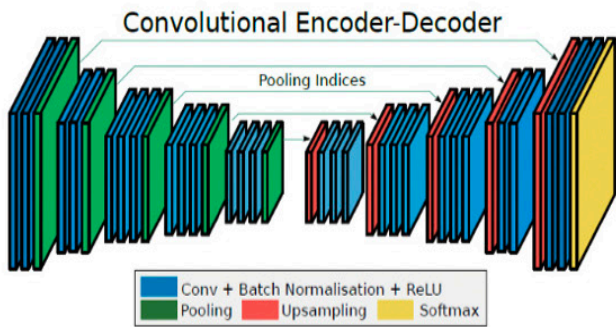 Convolutional Encoder-Decoder
Pooling Indices
Conv + Batch Normalisation + ReLU
Pooling Upsampling Softmax